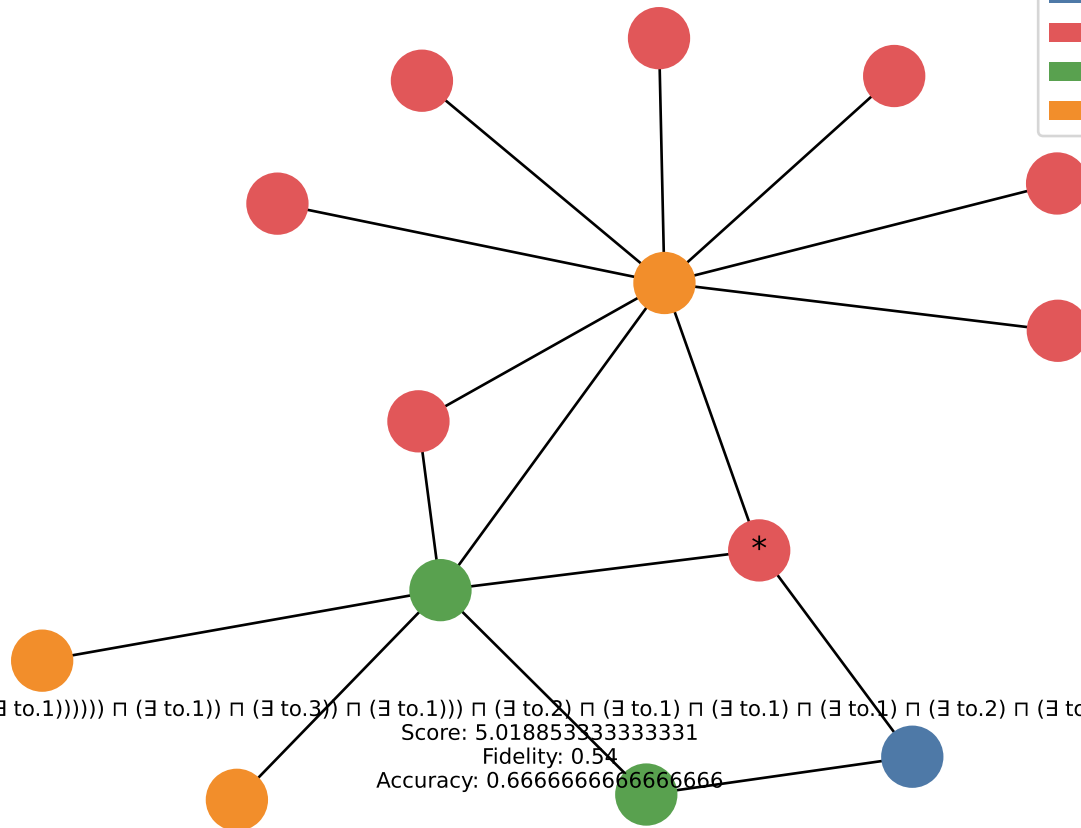 *
∃ to.1)))))) ⊓ (∃ to.1)) ⊓ (∃ to.3)) ⊓ (∃ to.1))) ⊓ (∃ to.2) ⊓ (∃ to.1) ⊓ (∃ to.1) ⊓ (∃ to.1) ⊓ (∃ to.2) ⊓ (∃
Score: 5.018853333333331
Fidelity: 0.54
Accuracy: 0.6666666666666666